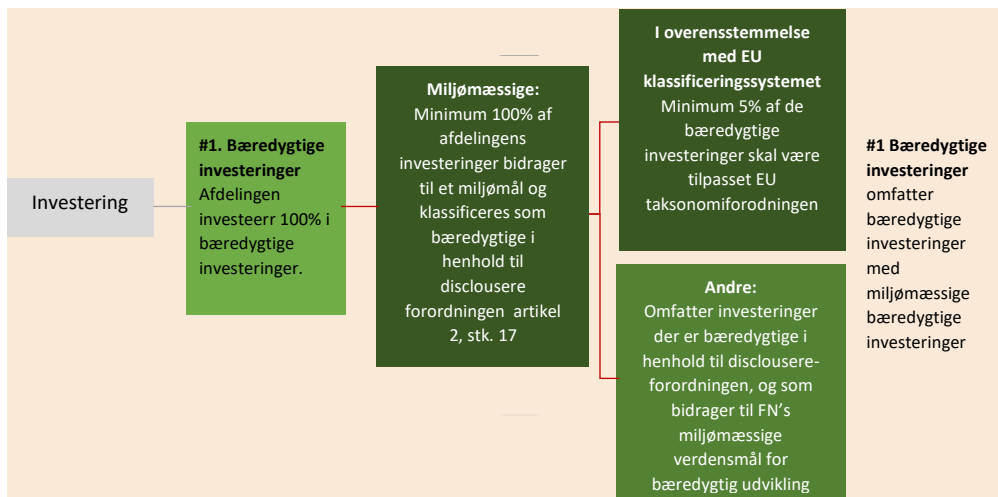 Investering
#1. Bæredygtige
investeringer
Afdelingen
investeerr 100% i
bæredygtige
investeringer.
Miljømæssige:
Minimum 100% af
afdelingens
investeringer bidrager
til et miljømål og
klassificeres som
bæredygtige i
henhold til
disclousere
forordningen artikel
2, stk. 17
I overensstemmelse
med EU
klassificeringssystemet
Minimum 5% af de
bæredygtige
investeringer skal være
tilpasset EU
taksonomiforodningen
Andre:
Omfatter investeringer
der er bæredygtige i
henhold til disclousere-
forordningen, og som
bidrager til FN's
miljømæssige
verdensmål for
bæredygtig udvikling
#1 Bæredygtige
investeringer
omfatter
bæredygtige
investeringer
med
miljømæssige
bæredygtige
investeringer